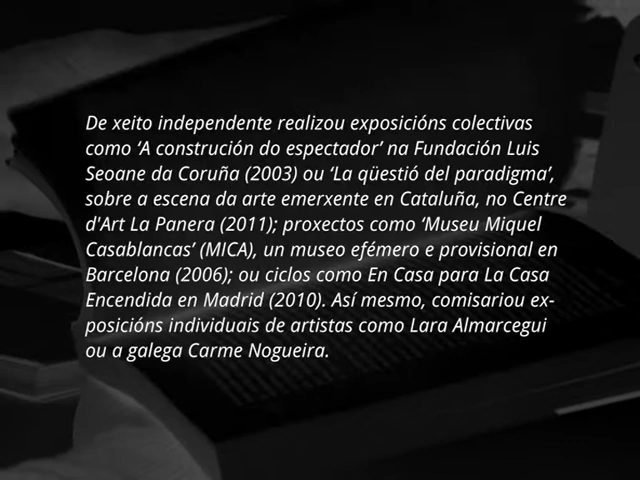 De xeito independente realizou exposicións colectivas
como ‘A construción do espectador’ na Fundación Luis
Seoane da Coruña (2003) ou ‘La qüestió del paradigma’,
sobre a escena da arte emerxente en Cataluña, no Centre
d'Art La Panera (2011); proxectos como ‘Museu Miquel
Casablancas’ (MICA), un museo efémero e provisional en
Barcelona (2006); ou ciclos como En Casa para La Casa
Encendida en Madrid (2010). Así mesmo, comisariou ex-
posicións individuais de artistas como Lara Almarcegui
ou a galega Carme Nogueira.